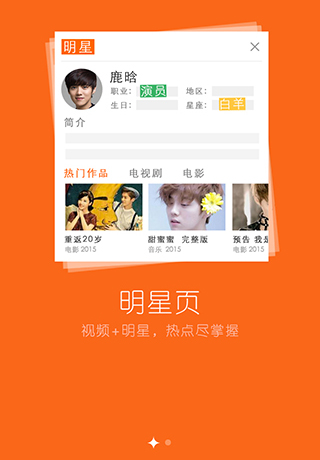 明星
鹿晗
职业: 演员 地区:
生日: 星座: 白羊
简介
热门作品 电视剧 电影
重返20岁 甜蜜蜜 完整版 预告 我是
电影 2015 音乐 2015 电影 2015
明星页
视频+明星，热点尽掌握